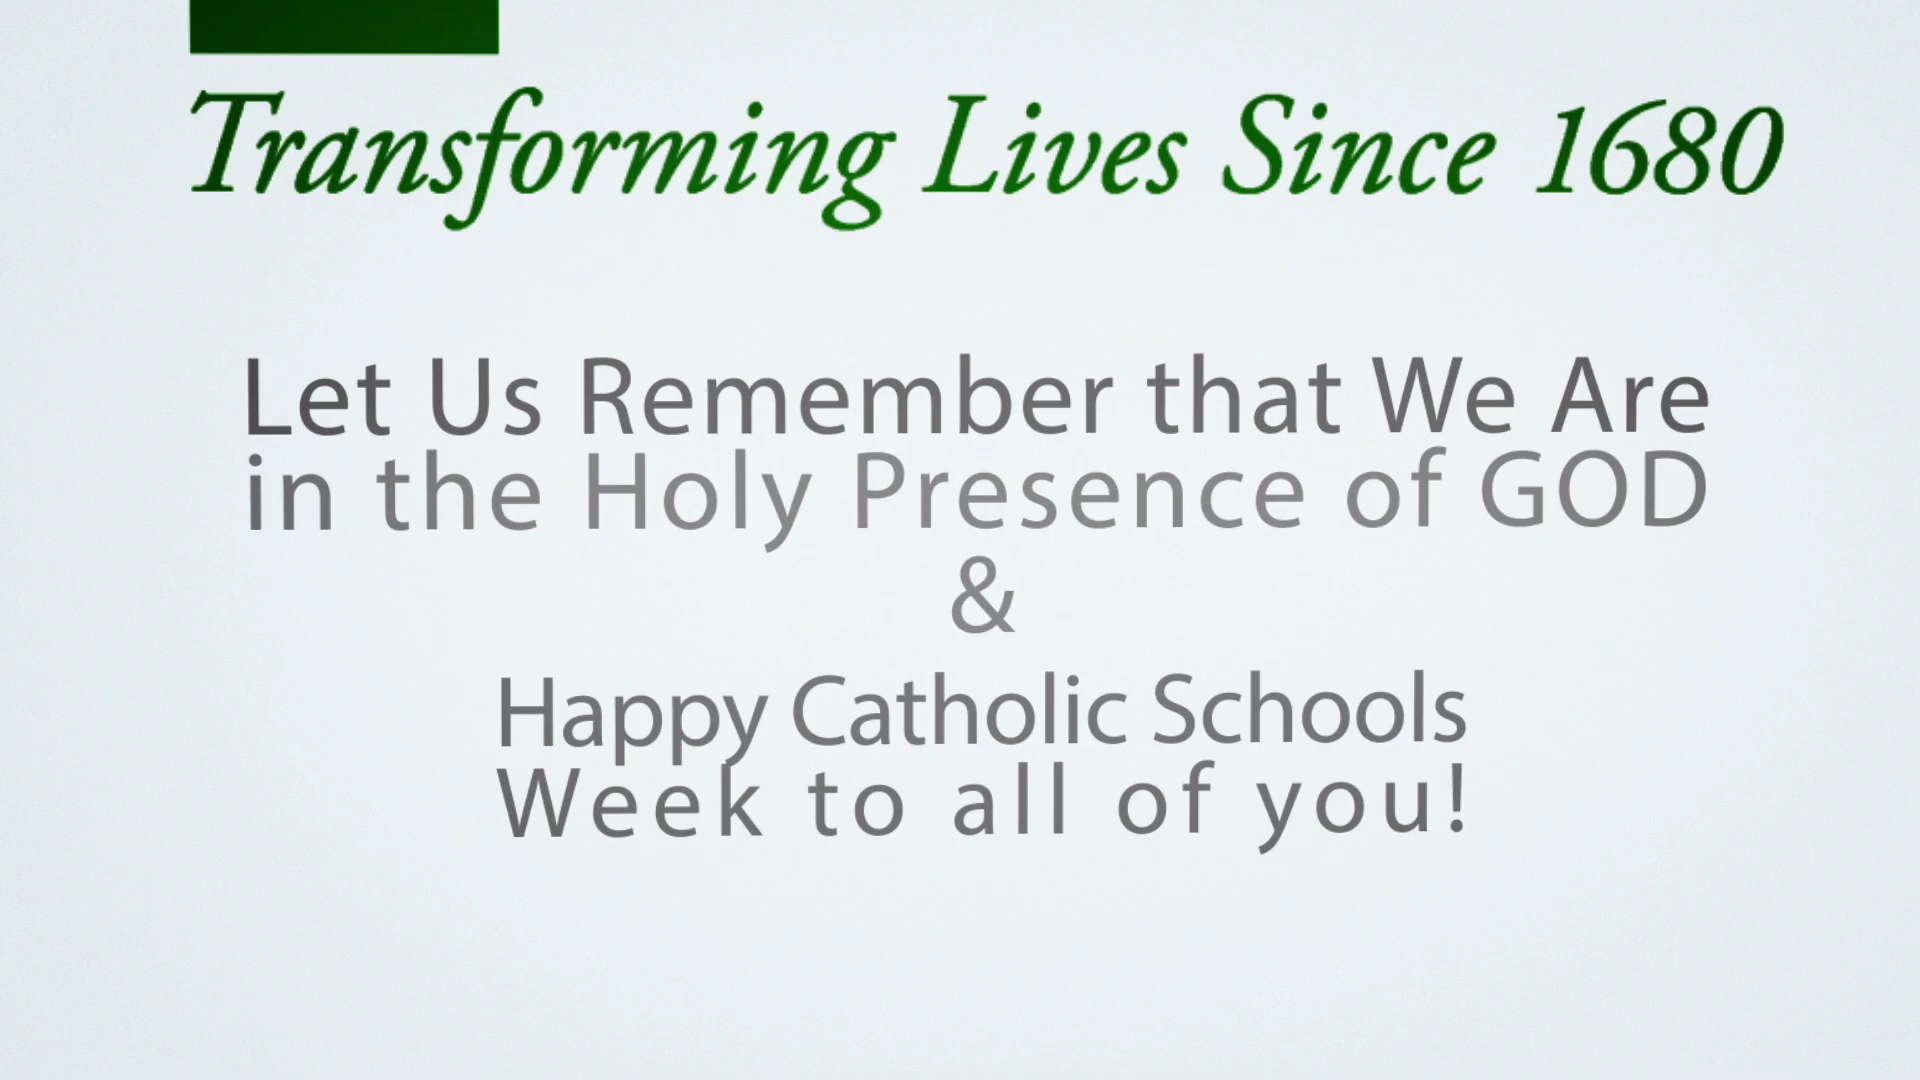 Transforming Lives Since 1680
Let Us Remember that We Are
in the Holy Presence of GOD
&
Happy Catholic Schools
Week to all of you!